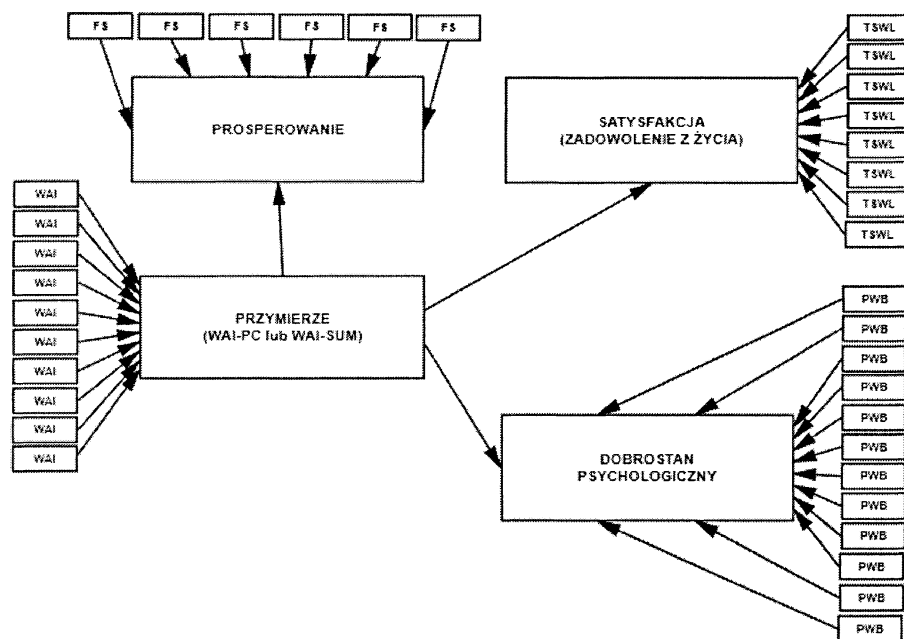 FS FS FS FS FS FS
PROSPEROWANIE
SATYSFAKCJA
(ZADOWOLENIE Z ŻYCIA)
TSWL
TSWL
TSWL
TSWL
TSWL
TSWL
TSWL
TSWL
WAI
WAI
WAI
WAI
WAI
WAI
WAI
WAI
WAI
WAI
PRZYMIERZE
(WAI-PC lub WAI-SUM)
DOBROSTAN
PSYCHOLOGICZNY
PWB
PWB
PWB
PWB
PWB
PWB
PWB
PWB
PWB
PWB
PWB
PWB